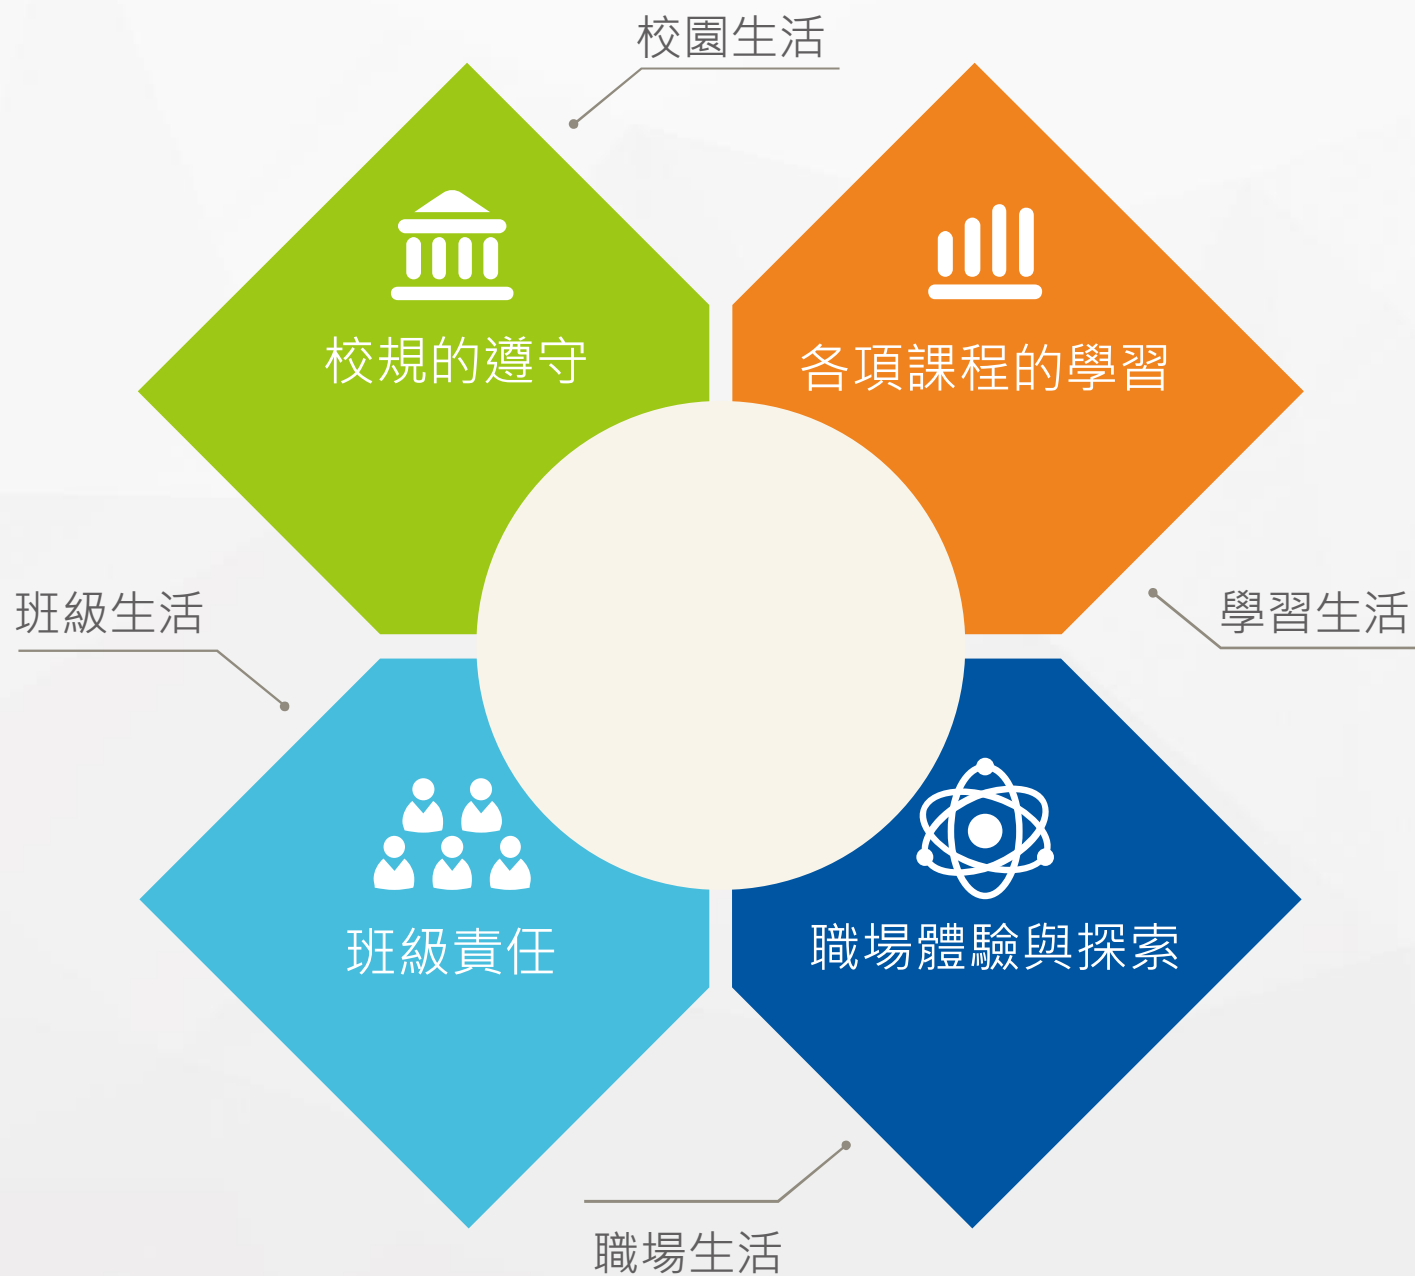 校園生活
校規的遵守
各項課程的學習
班級生活
學習生活
班級責任
職場體驗與探索
職場生活